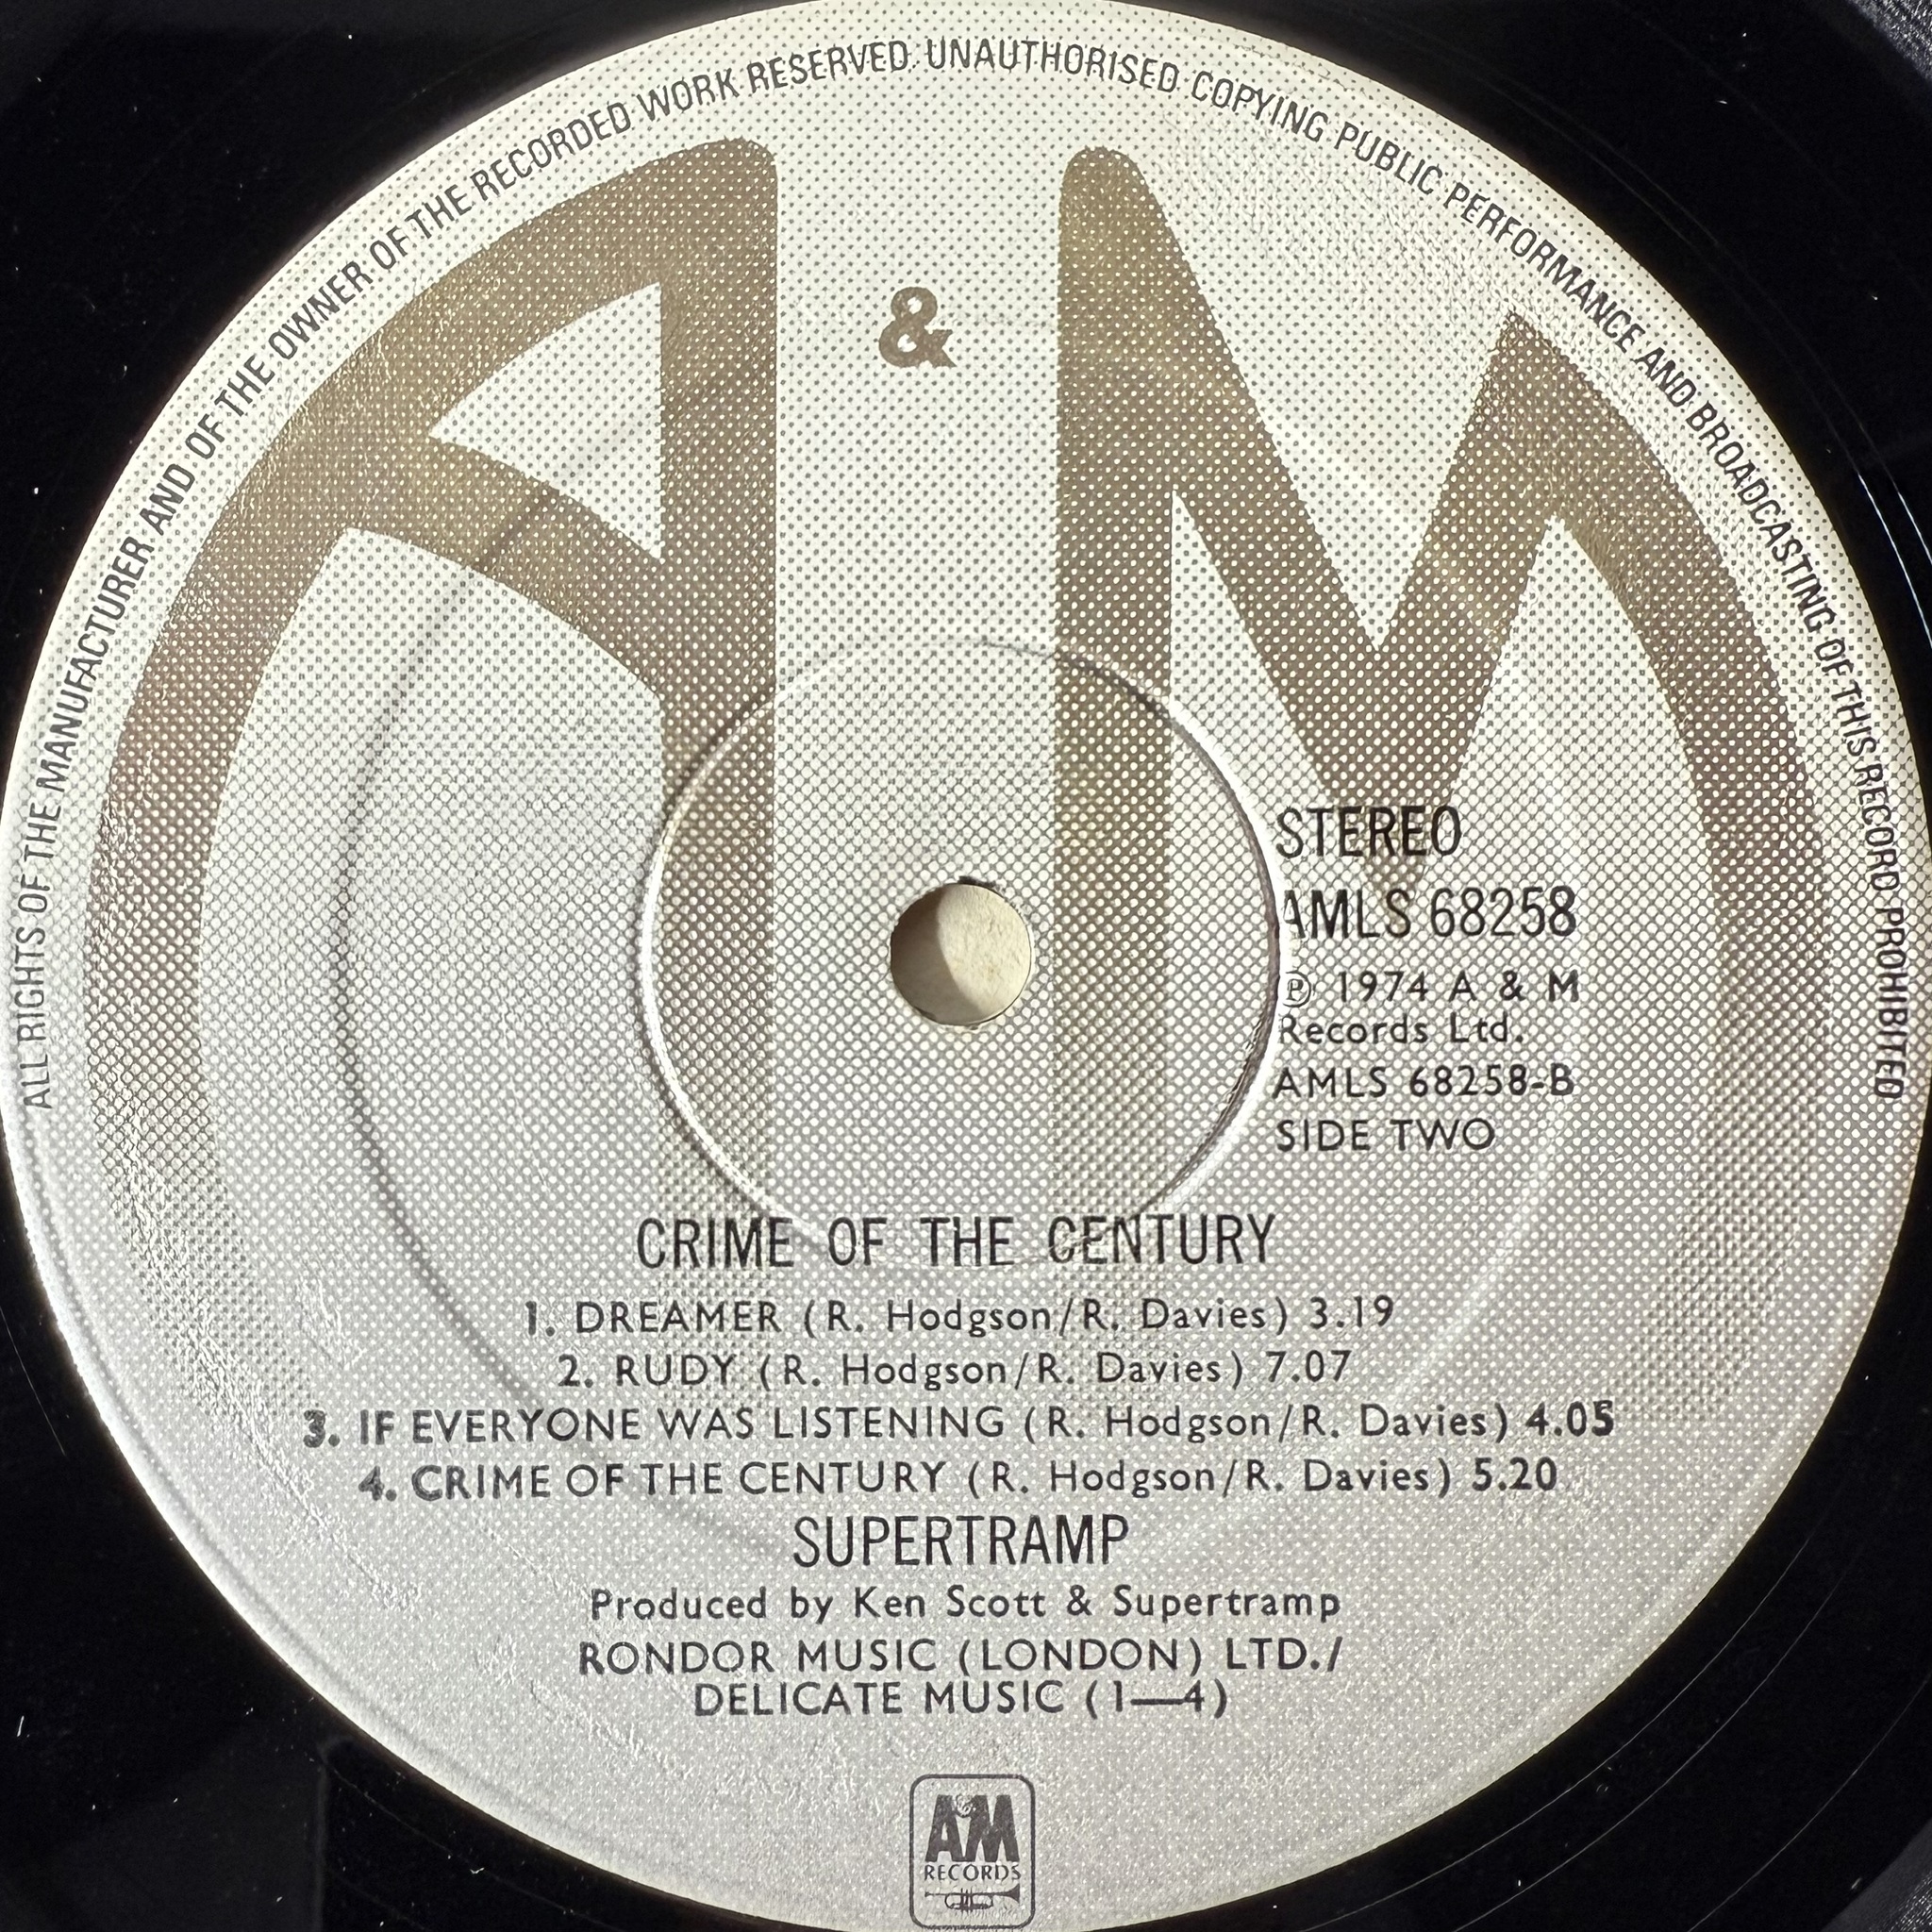 ALL RIGHTS OF THE MANUFACTURER AND OF THE OWNER OF THE RECORDED WORK RESERVED. UNAUTHORISED COPYING PUBLIC PERFORMANCE AND BROADCASTING OF THIS RECORD PROHIBITED
A & M
STEREO
AMLS 68258
℗ 1974 A & M
Records Ltd.
AMLS 68258-B
SIDE TWO
CRIME OF THE CENTURY
1. DREAMER (R. Hodgson/R. Davies) 3.19
2. RUDY (R. Hodgson/R. Davies) 7.07
3. IF EVERYONE WAS LISTENING (R. Hodgson/R. Davies) 4.05
4. CRIME OF THE CENTURY (R. Hodgson/R. Davies) 5.20
SUPERTRAMP
Produced by Ken Scott & Supertramp
RONDOR MUSIC (LONDON) LTD./
DELICATE MUSIC (1—4)
A&M
RECORDS